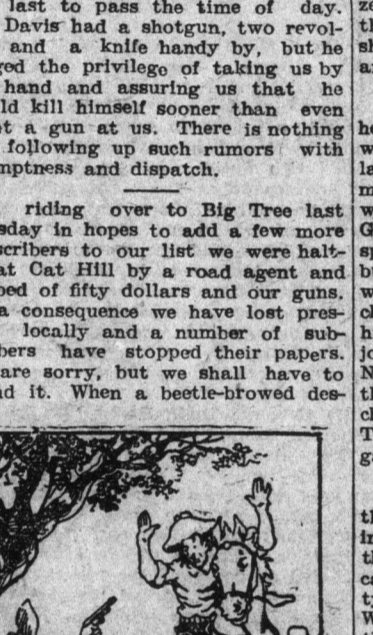 last to pass the time of day.
Davis had a shotgun, two revol-
and a knife handy by, but he
ged the privilege of taking us by
hand and assuring us that he
ld kill himself sooner than even
t a gun at us. There is nothing
following up such rumors with
mptness and dispatch.
riding over to Big Tree last
sday in hopes to add a few more
scribers to our list we were halt-
at Cat Hill by a road agent and
bed of fifty dollars and our guns.
a consequence we have lost pres-
locally and a number of sub-
bers have stopped their papers.
are sorry, but we shall have to
nd it. When a beetle-browed des-